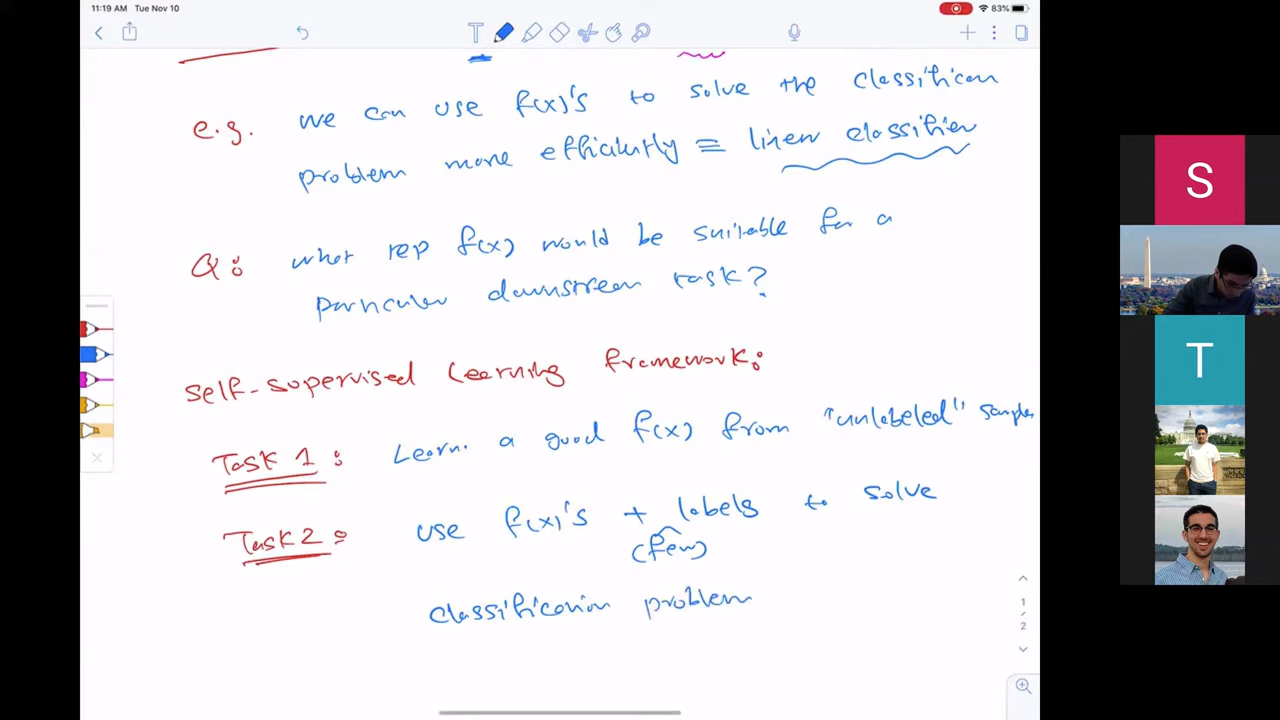 11:19 AM Tue Nov 10
83%
T
e.g. we can use f(x)'s to solve the classification
problem more efficiently ≡ linear classifier
Q: what rep f(x) would be suitable for a
particular downstream task?
self-supervised Learning framework:
Task 1: Learn a good f(x) from "unlabeled" samples
Task 2: use f(x)'s + labels to solve
(few)
classification problem
1
/
2
S
T